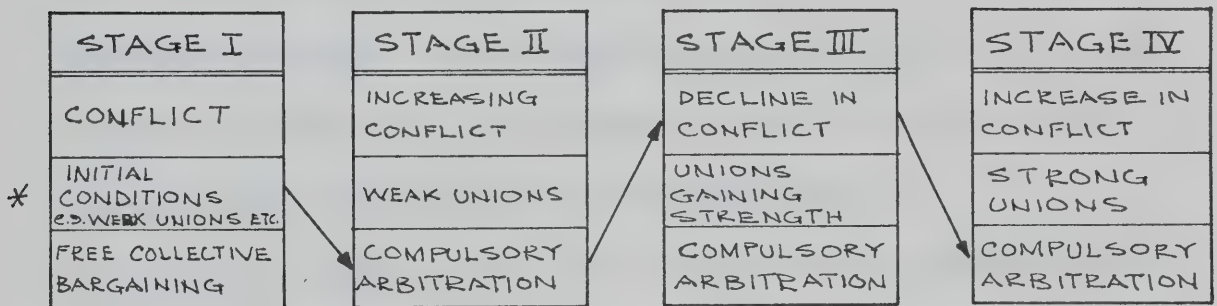 STAGE I
CONFLICT
*
INITIAL
CONDITIONS
e.g. WEAK UNIONS ETC.
FREE COLLECTIVE
BARGAINING
STAGE II
INCREASING
CONFLICT
WEAK UNIONS
COMPULSORY
ARBITRATION
STAGE III
DECLINE IN
CONFLICT
UNIONS
GAINING
STRENGTH
COMPULSORY
ARBITRATION
STAGE IV
INCREASE IN
CONFLICT
STRONG
UNIONS
COMPULSORY
ARBITRATION